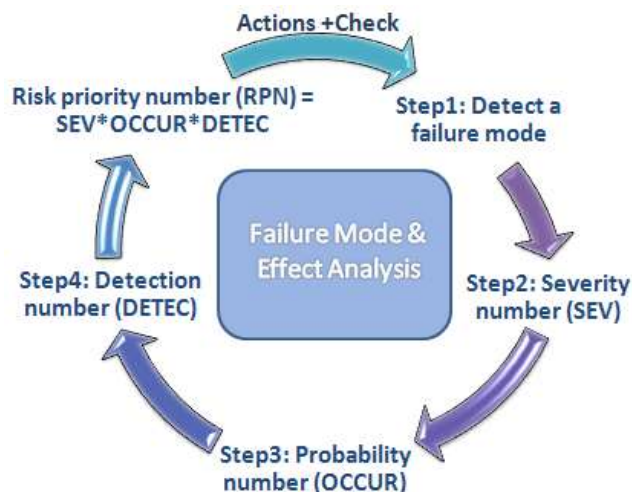 Actions +Check
Step1: Detect a
failure mode
Step2: Severity
number (SEV)
Step3: Probability
number (OCCUR)
Step4: Detection
number (DETEC)
Risk priority number (RPN) =
SEV*OCCUR*DETEC
Failure Mode &
Effect Analysis